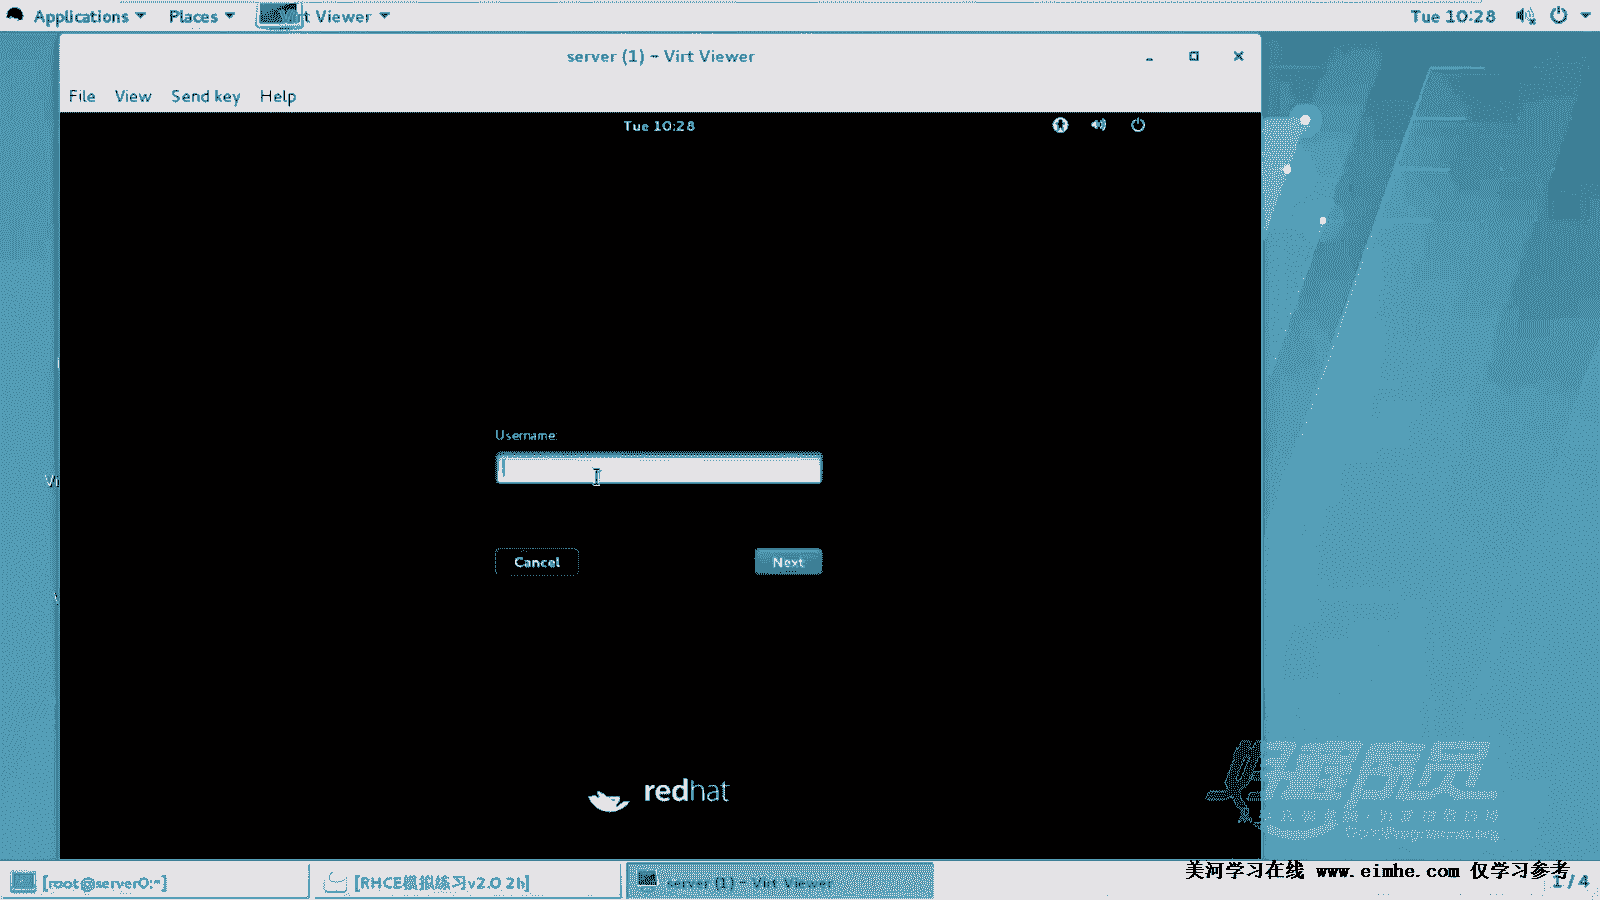 Applications Places Virt Viewer Tue 10:28
server (1) - Virt Viewer
File View Send key Help
Tue 10:28
Username:
Cancel Next
redhat
[root@server0:~] [RHCE模拟练习v2.0 2h] server (1) - Virt Viewer 1 / 4
美河学习在线 www.eimhe.com 仅学习参考